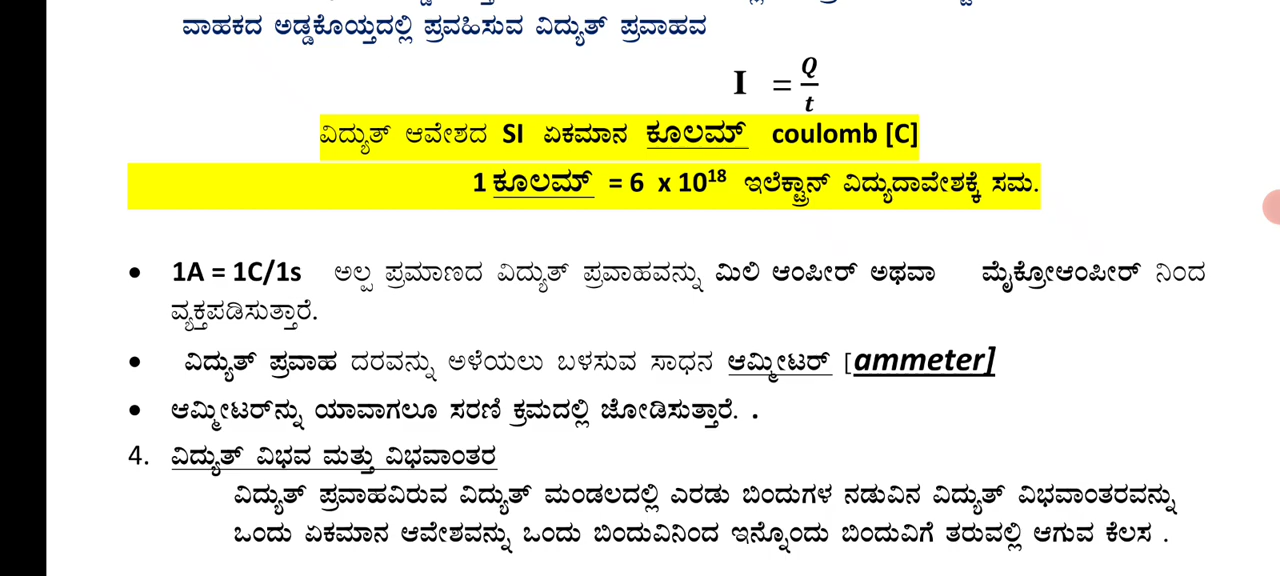 ವಾಹಕದ ಅಡ್ಡಕೊಯ್ತದಲ್ಲಿ ಪ್ರವಹಿಸುವ ವಿದ್ಯುತ್ ಪ್ರವಾಹವ
I = Q/t
ವಿದ್ಯುತ್ ಆವೇಶದ SI ಏಕಮಾನ ಕೂಲಮ್ coulomb [C]
1 ಕೂಲಮ್ = 6 x 10¹⁸ ಇಲೆಕ್ಟ್ರಾನ್ ವಿದ್ಯುದಾವೇಶಕ್ಕೆ ಸಮ.
• 1A = 1C/1s ಅಲ್ಪ ಪ್ರಮಾಣದ ವಿದ್ಯುತ್ ಪ್ರವಾಹವನ್ನು ಮಿಲಿ ಆಂಪೀರ್ ಅಥವಾ ಮೈಕ್ರೋಆಂಪೀರ್ ನಿಂದ
ವ್ಯಕ್ತಪಡಿಸುತ್ತಾರೆ.
• ವಿದ್ಯುತ್ ಪ್ರವಾಹ ದರವನ್ನು ಅಳೆಯಲು ಬಳಸುವ ಸಾಧನ ಆಮ್ಮೀಟರ್ [ammeter]
• ಆಮ್ಮೀಟರ್‌ನ್ನು ಯಾವಾಗಲೂ ಸರಣಿ ಕ್ರಮದಲ್ಲಿ ಜೋಡಿಸುತ್ತಾರೆ. .
4. ವಿದ್ಯುತ್ ವಿಭವ ಮತ್ತು ವಿಭವಾಂತರ
ವಿದ್ಯುತ್ ಪ್ರವಾಹವಿರುವ ವಿದ್ಯುತ್ ಮಂಡಲದಲ್ಲಿ ಎರಡು ಬಿಂದುಗಳ ನಡುವಿನ ವಿದ್ಯುತ್ ವಿಭವಾಂತರವನ್ನು
ಒಂದು ಏಕಮಾನ ಆವೇಶವನ್ನು ಒಂದು ಬಿಂದುವಿನಿಂದ ಇನ್ನೊಂದು ಬಿಂದುವಿಗೆ ತರುವಲ್ಲಿ ಆಗುವ ಕೆಲಸ .